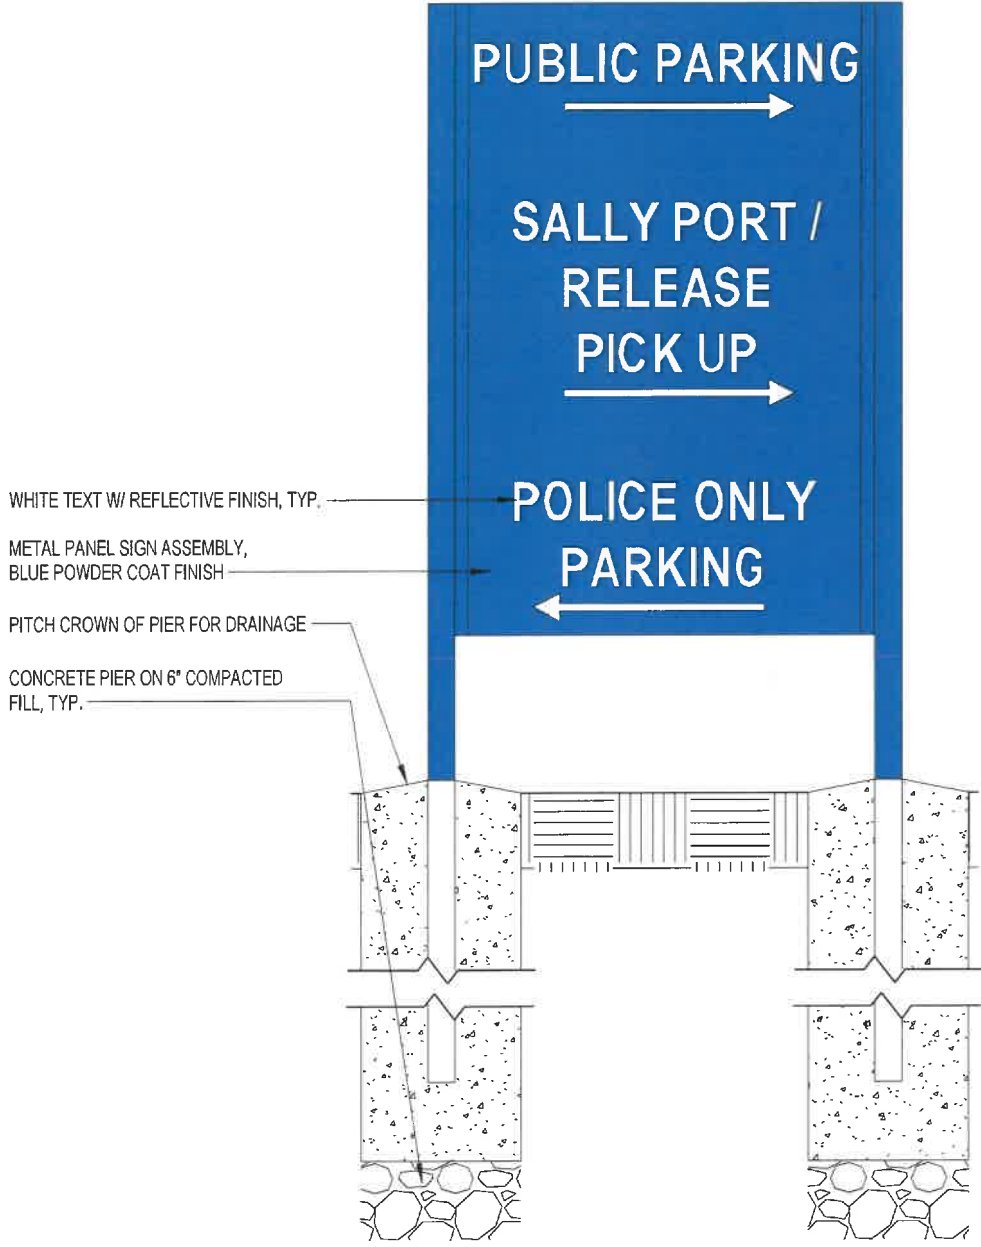 PUBLIC PARKING
SALLY PORT /
RELEASE
PICK UP
POLICE ONLY
PARKING
WHITE TEXT W/ REFLECTIVE FINISH, TYP.
METAL PANEL SIGN ASSEMBLY,
BLUE POWDER COAT FINISH
PITCH CROWN OF PIER FOR DRAINAGE
CONCRETE PIER ON 6" COMPACTED
FILL, TYP.